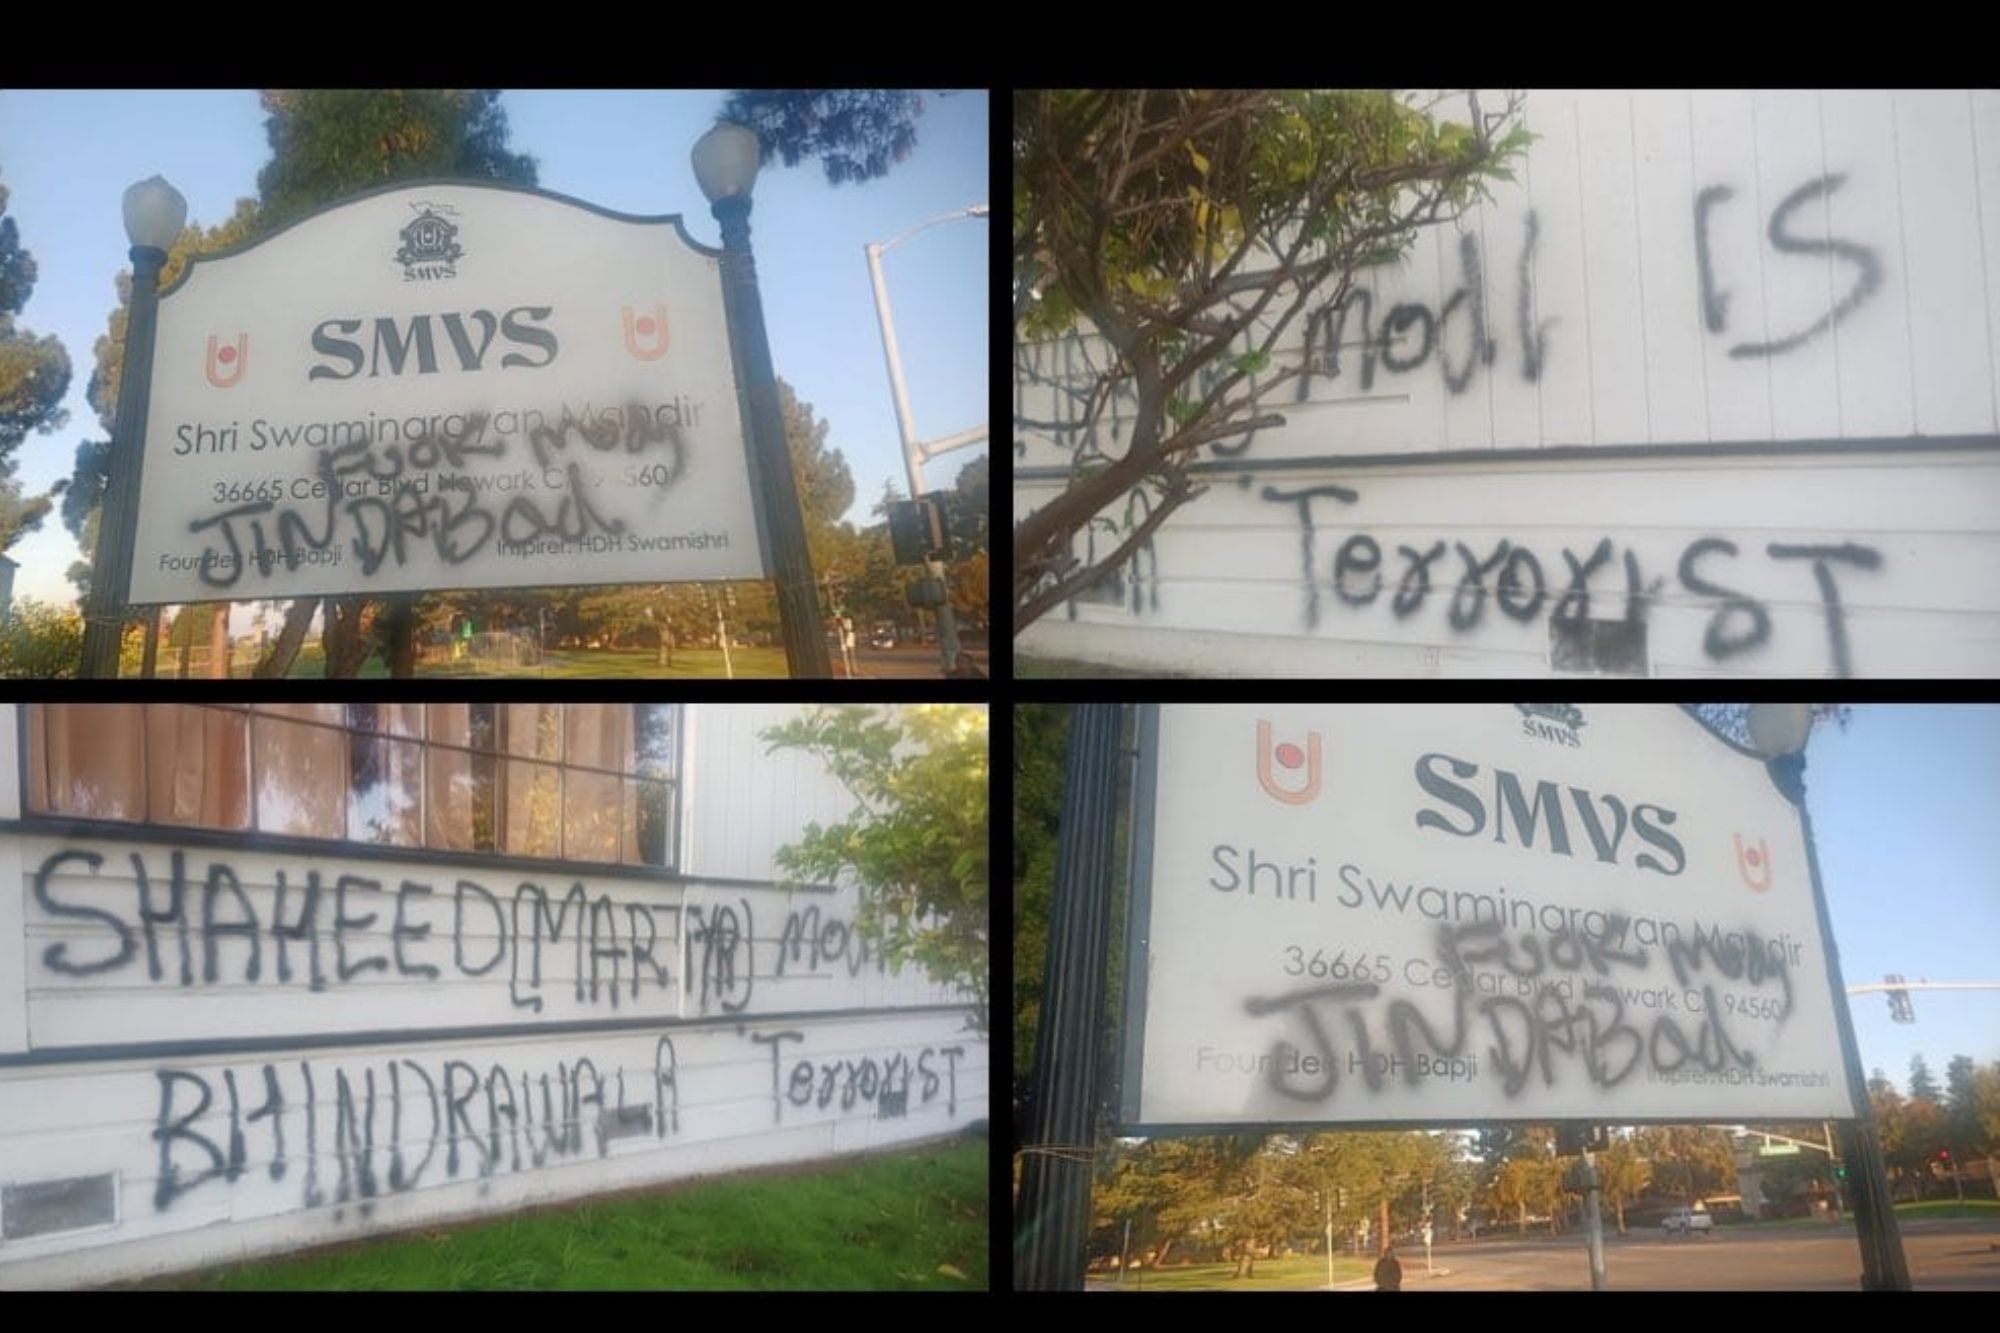 SMVS
SMVS
Shri Swaminarayan Mandir
Fuck Mody
36665 Cedar Blvd Newark CA 94560
JINDABad
Founder: HDH Bapji Inspirer: HDH Swamishri
Modi IS
TerrorisT
SHAHEED (MARTYR) Modi
BHINDRAWALA TerrorisT
SMVS
SMVS
Shri Swaminarayan Mandir
Fuck Mody
36665 Cedar Blvd Newark CA 94560
JINDABad
Founder: HDH Bapji Inspirer: HDH Swamishri